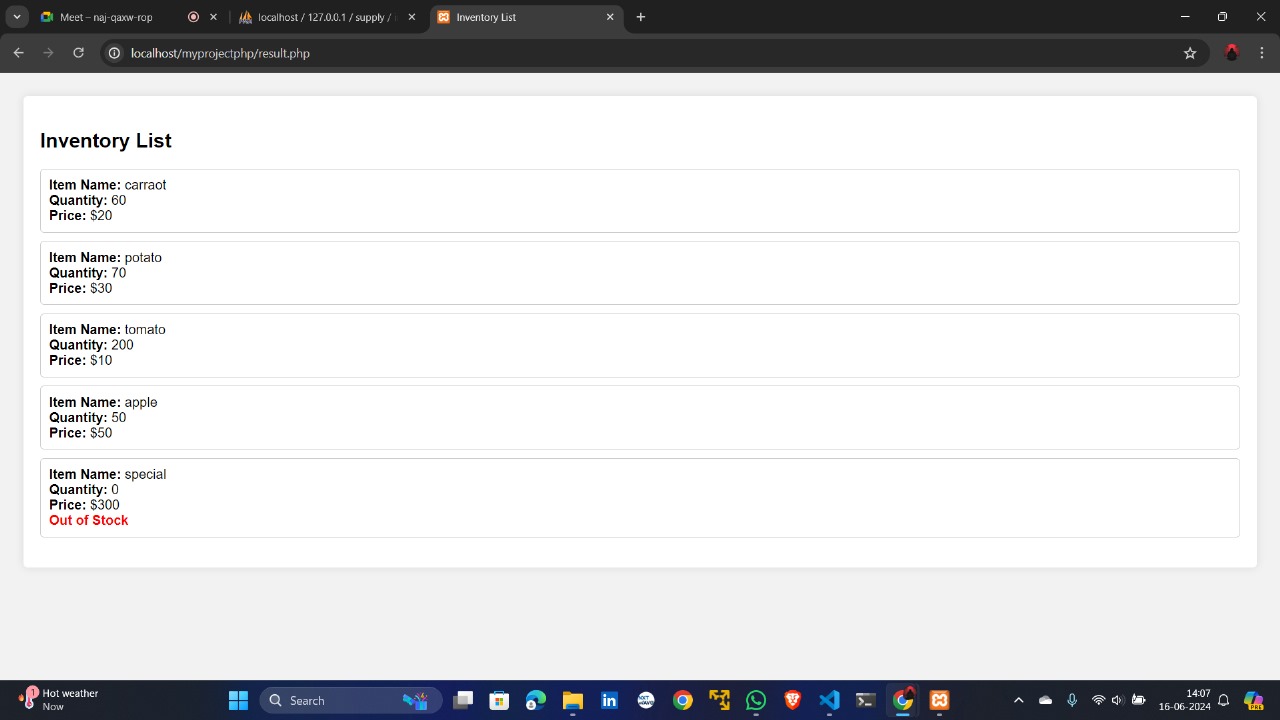 Meet – naj-qaxw-rop
localhost / 127.0.0.1 / supply /
Inventory List
localhost/myprojectphp/result.php
Inventory List
Item Name: carraot
Quantity: 60
Price: $20
Item Name: potato
Quantity: 70
Price: $30
Item Name: tomato
Quantity: 200
Price: $10
Item Name: apple
Quantity: 50
Price: $50
Item Name: special
Quantity: 0
Price: $300
Out of Stock
1
Hot weather
Now
Search
14:07
16-06-2024